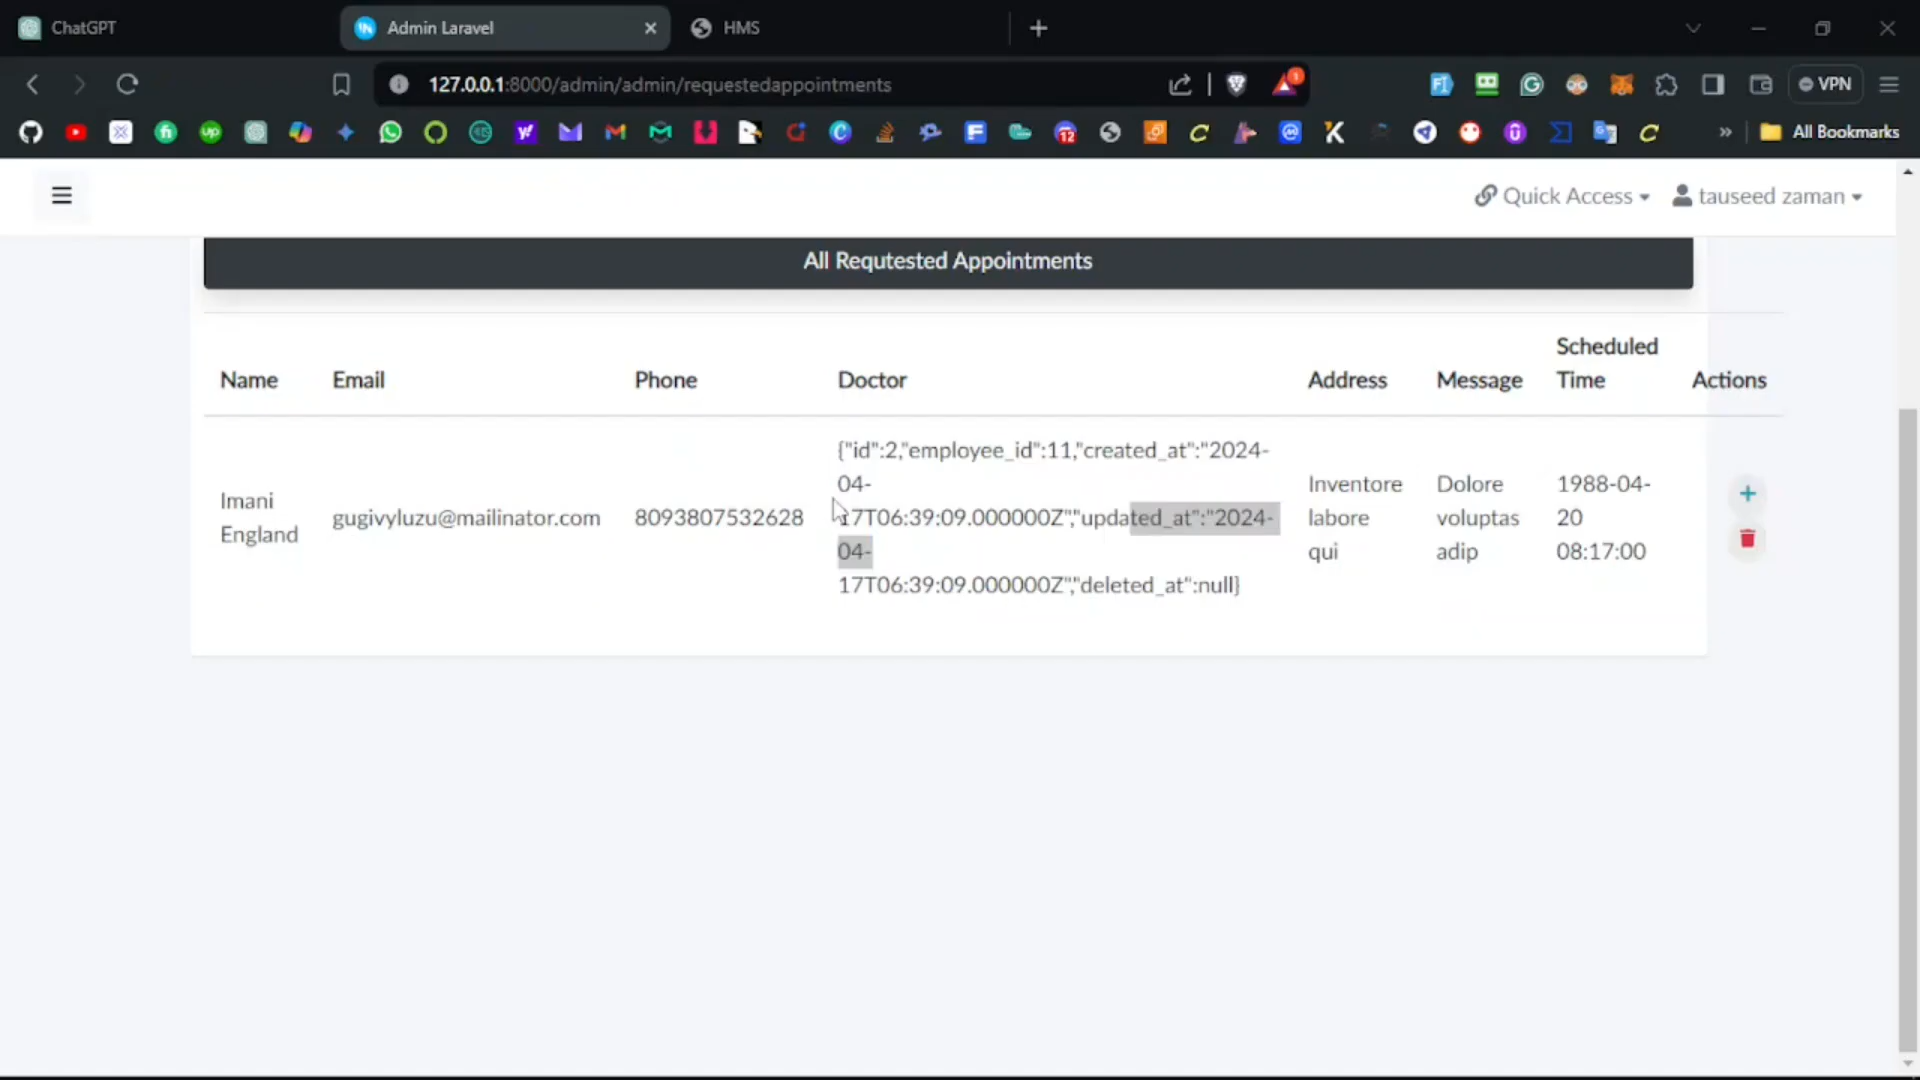 ChatGPT
Admin Laravel
HMS
127.0.0.1:8000/admin/admin/requestedappointments
VPN
All Bookmarks
Quick Access
tauseed zaman
All Requtested Appointments
Name
Email
Phone
Doctor
Address
Message
Scheduled
Time
Actions
Imani
England
gugivyluzu@mailinator.com
8093807532628
{"id":2,"employee_id":11,"created_at":"2024-
04-
17T06:39:09.000000Z","updated_at":"2024-
04-
17T06:39:09.000000Z","deleted_at":null}
Inventore
labore
qui
Dolore
voluptas
adip
1988-04-
20
08:17:00